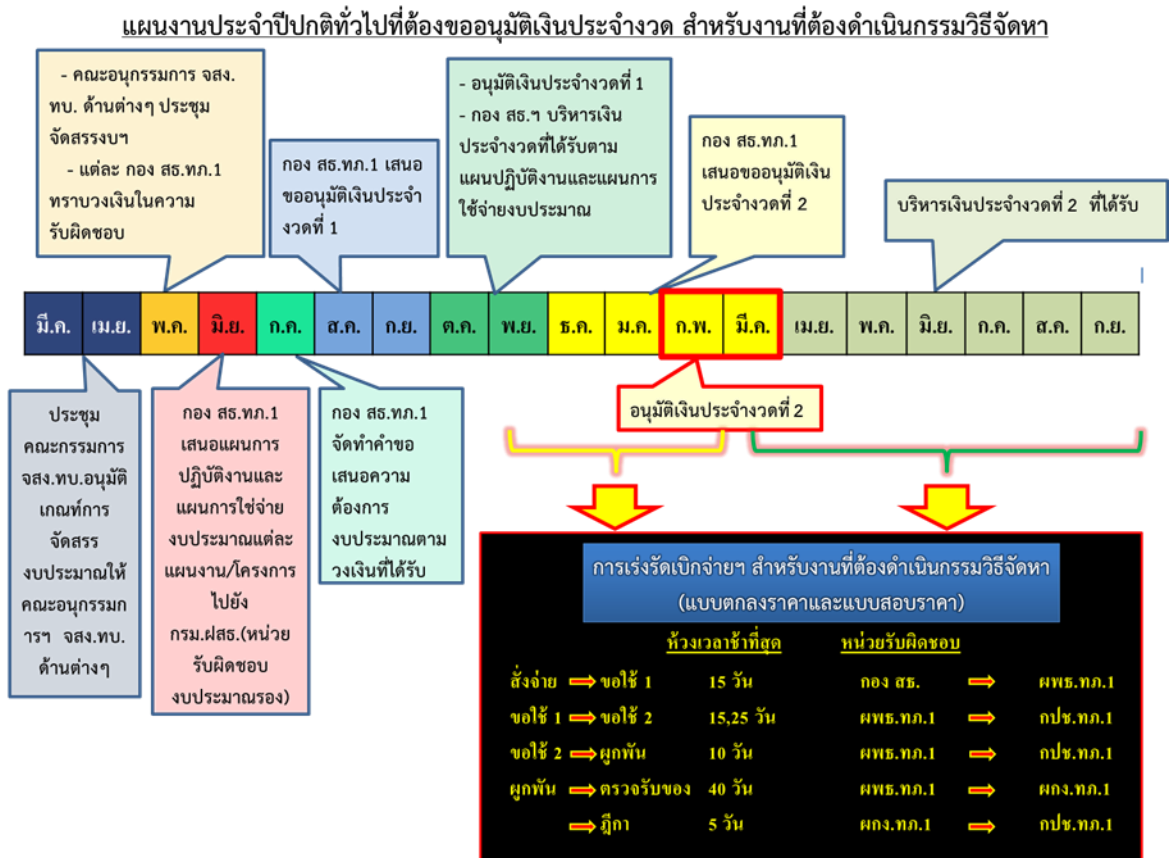 แผนงานประจำปีปกติทั่วไปที่ต้องขออนุมัติเงินประจำงวด สำหรับงานที่ต้องดำเนินกรรมวิธีจัดหา
- คณะอนุกรรมการ จสง.
ทบ. ด้านต่างๆ ประชุม
จัดสรรงบฯ
- แต่ละ กอง สธ.ทภ.1
ทราบวงเงินในความ
รับผิดชอบ
กอง สธ.ทภ.1 เสนอ
ขออนุมัติเงินประจำ
งวดที่ 1
- อนุมัติเงินประจำงวดที่ 1
- กอง สธ.ฯ บริหารเงิน
ประจำงวดที่ได้รับตาม
แผนปฏิบัติงานและแผนการ
ใช้จ่ายงบประมาณ
กอง สธ.ทภ.1
เสนอขออนุมัติเงิน
ประจำงวดที่ 2
บริหารเงินประจำงวดที่ 2 ที่ได้รับ
มี.ค. เม.ย. พ.ค. มิ.ย. ก.ค. ส.ค. ก.ย. ต.ค. พ.ย. ธ.ค. ม.ค. ก.พ. มี.ค. เม.ย. พ.ค. มิ.ย. ก.ค. ส.ค. ก.ย.
ประชุม
คณะกรรมการ
จสง.ทบ.อนุมัติ
เกณฑ์การ
จัดสรร
งบประมาณให้
คณะอนุกรรมก
ารฯ จสง.ทบ.
ด้านต่างๆ
กอง สธ.ทภ.1
เสนอแผนการ
ปฏิบัติงานและ
แผนการใช่จ่าย
งบประมาณแต่ละ
แผนงาน/โครงการ
ไปยัง
กรม.ฝสธ.(หน่วย
รับผิดชอบ
งบประมาณรอง)
กอง สธ.ทภ.1
จัดทำคำขอ
เสนอความ
ต้องการ
งบประมาณตาม
วงเงินที่ได้รับ
อนุมัติเงินประจำงวดที่ 2
การเร่งรัดเบิกจ่ายฯ สำหรับงานที่ต้องดำเนินกรรมวิธีจัดหา
(แบบตกลงราคาและแบบสอบราคา)
ห้วงเวลาช้าที่สุด หน่วยรับผิดชอบ
สั่งจ่าย ขอใช้ 1 15 วัน กอง สธ. ผพธ.ทภ.1
ขอใช้ 1 ขอใช้ 2 15,25 วัน ผพธ.ทภ.1 กปช.ทภ.1
ขอใช้ 2 ผูกพัน 10 วัน ผพธ.ทภ.1 กปช.ทภ.1
ผูกพัน ตรวจรับของ 40 วัน ผพธ.ทภ.1 ผกง.ทภ.1
ฎีกา 5 วัน ผกง.ทภ.1 กปช.ทภ.1